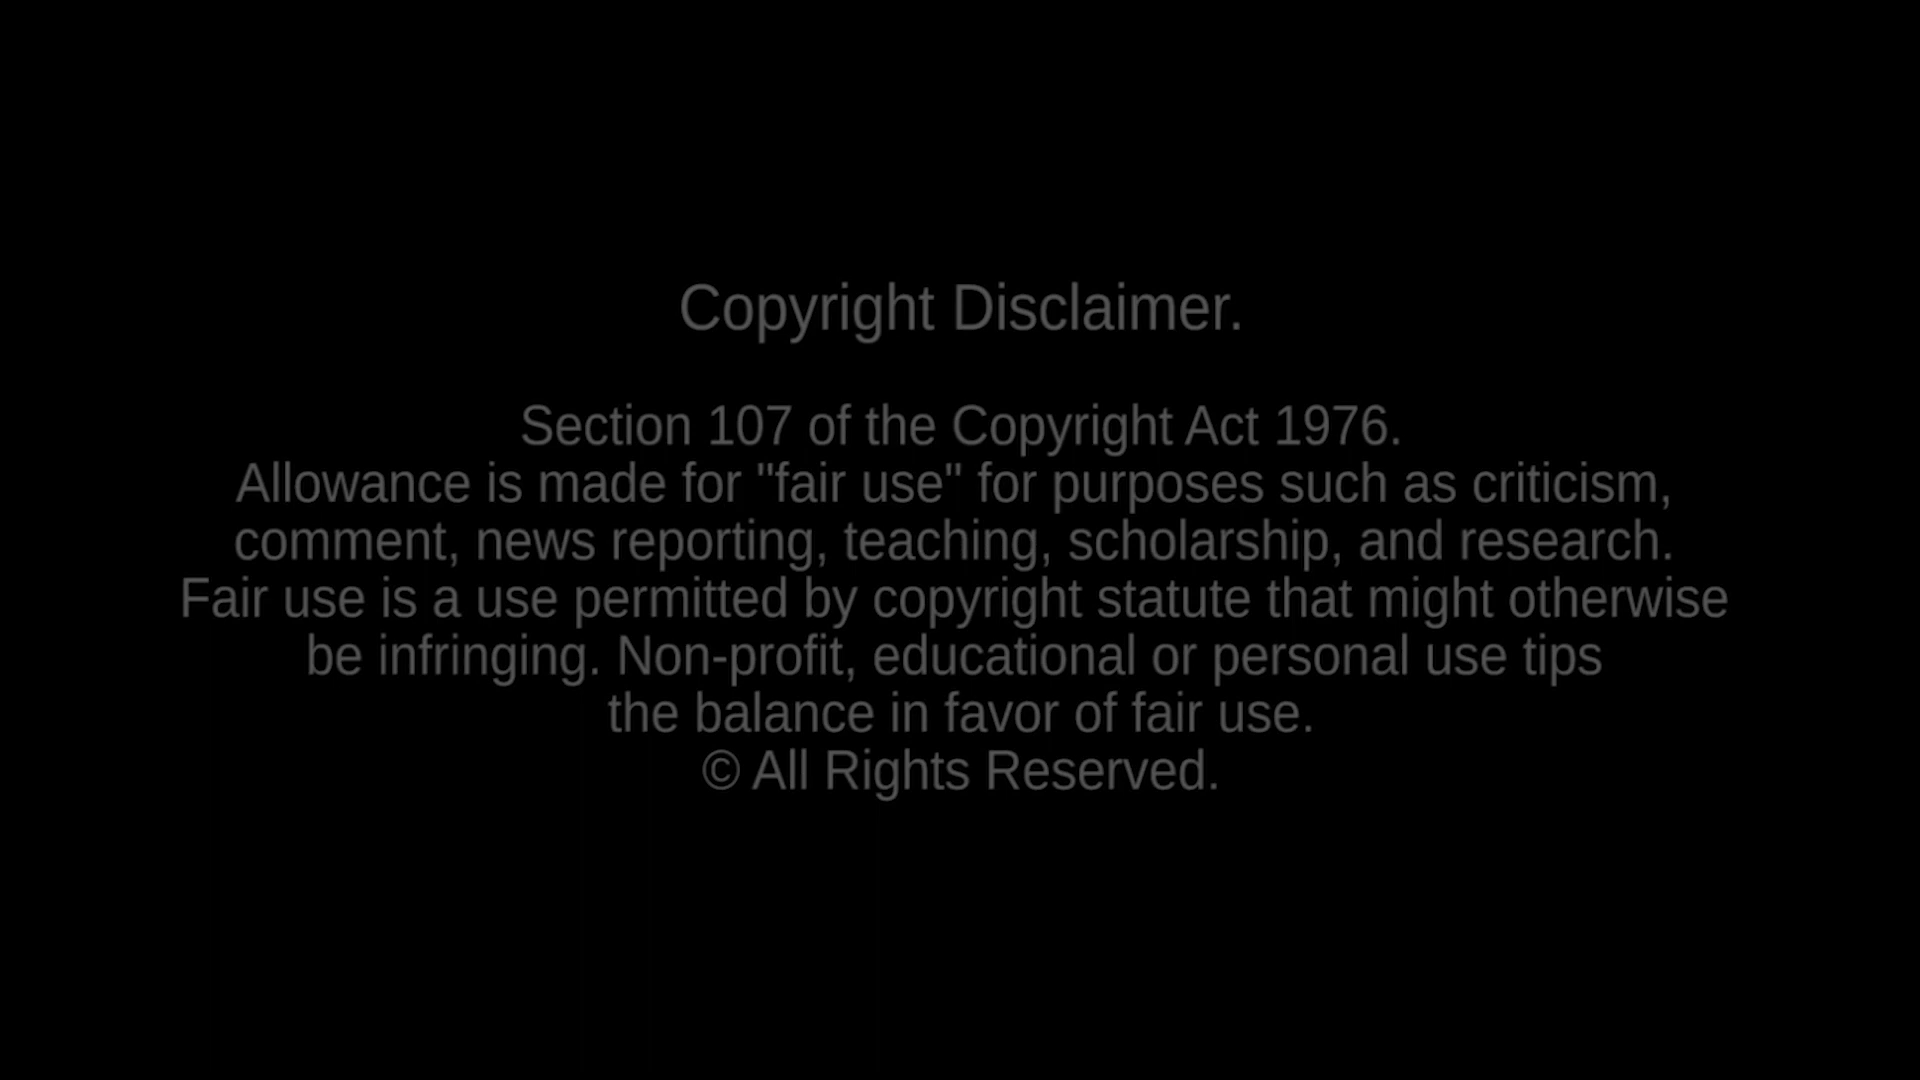 Copyright Disclaimer.
Section 107 of the Copyright Act 1976.
Allowance is made for "fair use" for purposes such as criticism,
comment, news reporting, teaching, scholarship, and research.
Fair use is a use permitted by copyright statute that might otherwise
be infringing. Non-profit, educational or personal use tips
the balance in favor of fair use.
© All Rights Reserved.